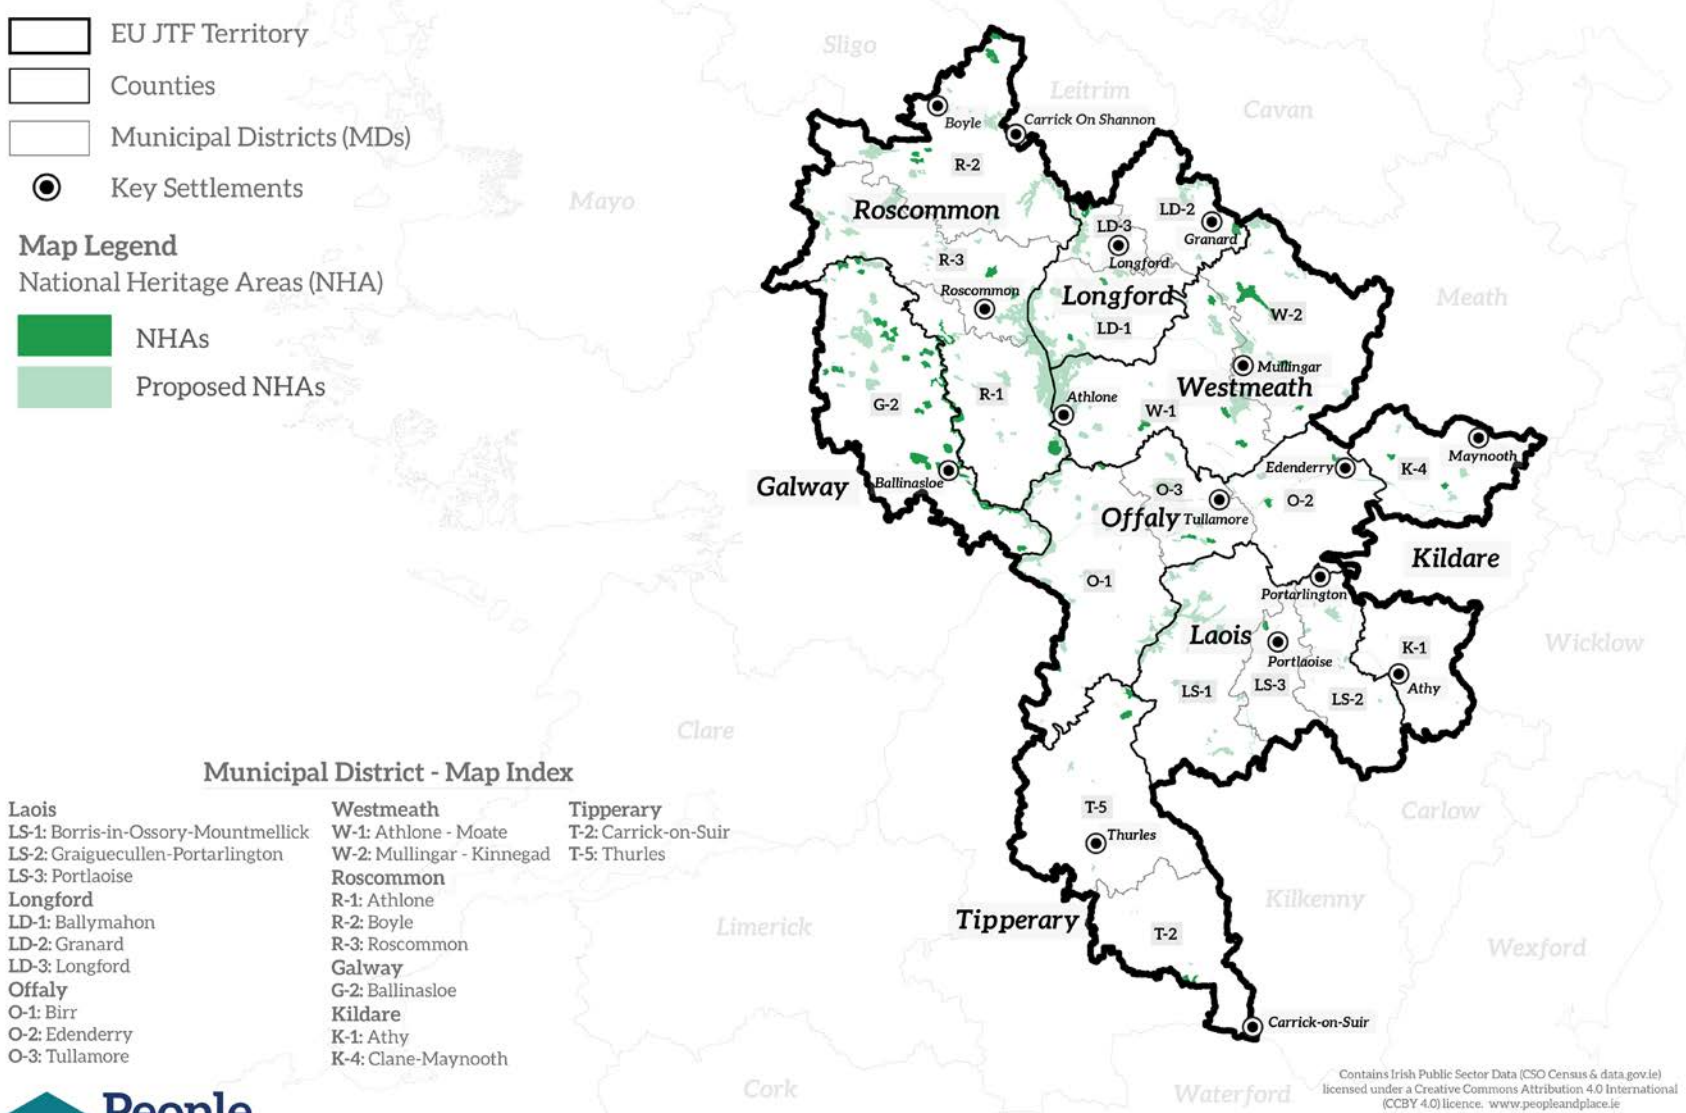 EU JTF Territory
Counties
Municipal Districts (MDs)
Key Settlements
Map Legend
National Heritage Areas (NHA)
NHAs
Proposed NHAs
Sligo
Leitrim
Cavan
Mayo
Meath
Wicklow
Clare
Carlow
Limerick
Kilkenny
Wexford
Cork
Waterford
Boyle
Carrick On Shannon
R-2
Roscommon
LD-2
LD-3
Granard
Longford
R-3
Roscommon
Longford
LD-1
W-2
Mullingar
Westmeath
R-1
G-2
Athlone
W-1
Maynooth
Edenderry
K-4
Galway
Ballinasloe
O-3
O-2
Offaly
Tullamore
Kildare
O-1
Portarlington
Laois
Portlaoise
K-1
Athy
LS-1
LS-3
LS-2
T-5
Thurles
Tipperary
T-2
Carrick-on-Suir
Municipal District - Map Index
Laois
LS-1: Borris-in-Ossory-Mountmellick
LS-2: Graiguecullen-Portarlington
LS-3: Portlaoise
Longford
LD-1: Ballymahon
LD-2: Granard
LD-3: Longford
Offaly
O-1: Birr
O-2: Edenderry
O-3: Tullamore
Westmeath
W-1: Athlone - Moate
W-2: Mullingar - Kinnegad
Roscommon
R-1: Athlone
R-2: Boyle
R-3: Roscommon
Galway
G-2: Ballinasloe
Kildare
K-1: Athy
K-4: Clane-Maynooth
Tipperary
T-2: Carrick-on-Suir
T-5: Thurles
People
Contains Irish Public Sector Data (CSO Census & data.gov.ie)
licensed under a Creative Commons Attribution 4.0 International
(CCBY 4.0) licence. www.peopleandplace.ie